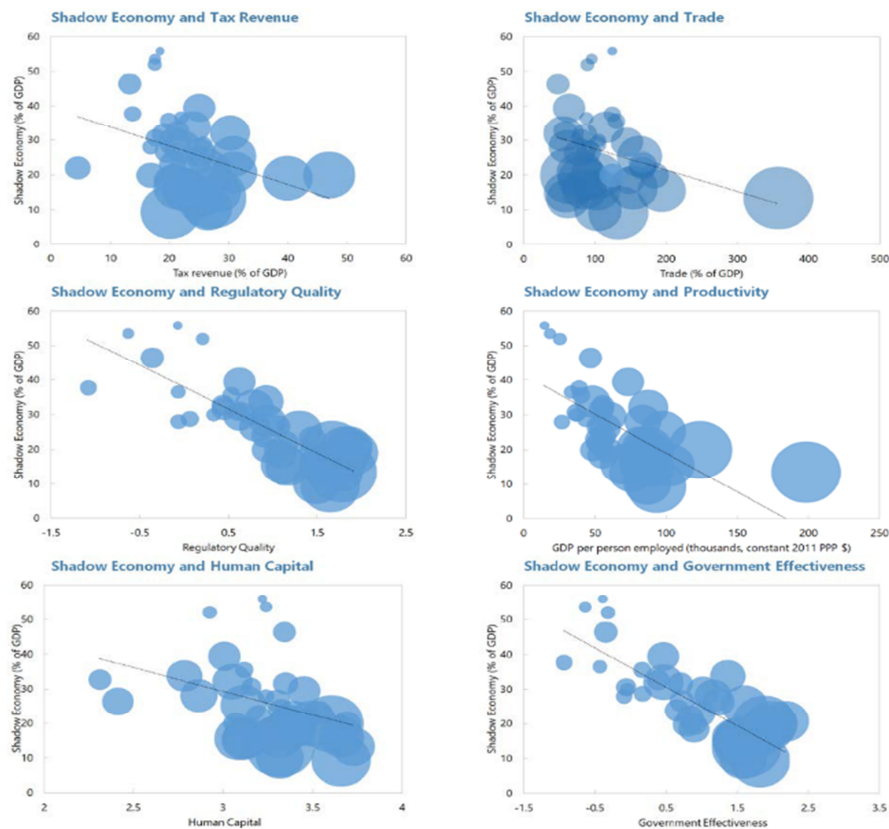 Shadow Economy and Tax Revenue
Shadow Economy (% of GDP)
60
50
40
30
20
10
0
0 10 20 30 40 50 60
Tax revenue (% of GDP)
Shadow Economy and Trade
Shadow Economy (% of GDP)
60
50
40
30
20
10
0
0 100 200 300 400 500
Trade (% of GDP)
Shadow Economy and Regulatory Quality
Shadow Economy (% of GDP)
60
50
40
30
20
10
0
-1.5 -0.5 0.5 1.5 2.5
Regulatory Quality
Shadow Economy and Productivity
Shadow Economy (% of GDP)
60
50
40
30
20
10
0
0 50 100 150 200 250
GDP per person employed (thousands, constant 2011 PPP $)
Shadow Economy and Human Capital
Shadow Economy (% of GDP)
60
50
40
30
20
10
0
2 2.5 3 3.5 4
Human Capital
Shadow Economy and Government Effectiveness
Shadow Economy (% of GDP)
60
50
40
30
20
10
0
-1.5 -0.5 0.5 1.5 2.5 3.5
Government Effectiveness